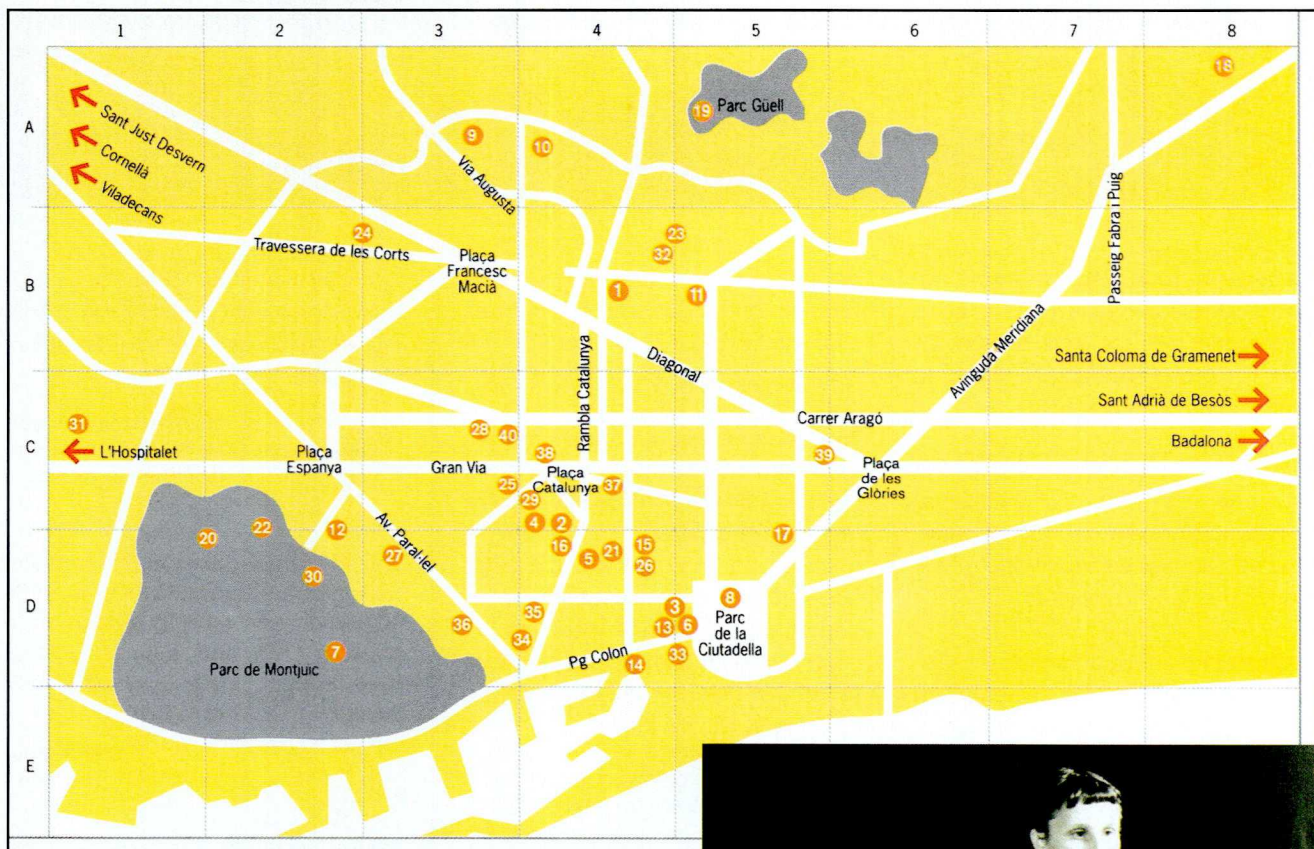 1 2 3 4 5 6 7 8
A
B
C
D
E
Sant Just Desvern
Cornellà
Viladecans
Via Augusta
Parc Güell
Passeig Fabra i Puig
Travessera de les Corts
Plaça
Francesc
Macià
Diagonal
Rambla Catalunya
Avinguda Meridiana
Santa Coloma de Gramenet
Sant Adrià de Besòs
Badalona
Carrer Aragó
L'Hospitalet
Plaça
Espanya
Gran Via
Plaça
Catalunya
Plaça
de les
Glòries
Av. Paral·lel
Parc de Montjuic
Pg Colon
Parc
de la
Ciutadella
18
19
9
10
24
23
32
1
11
31
28
40
38
39
25
37
29
4
2
20
22
12
27
16
5
21
15
26
17
30
8
3
35
36
13
6
34
7
33
14